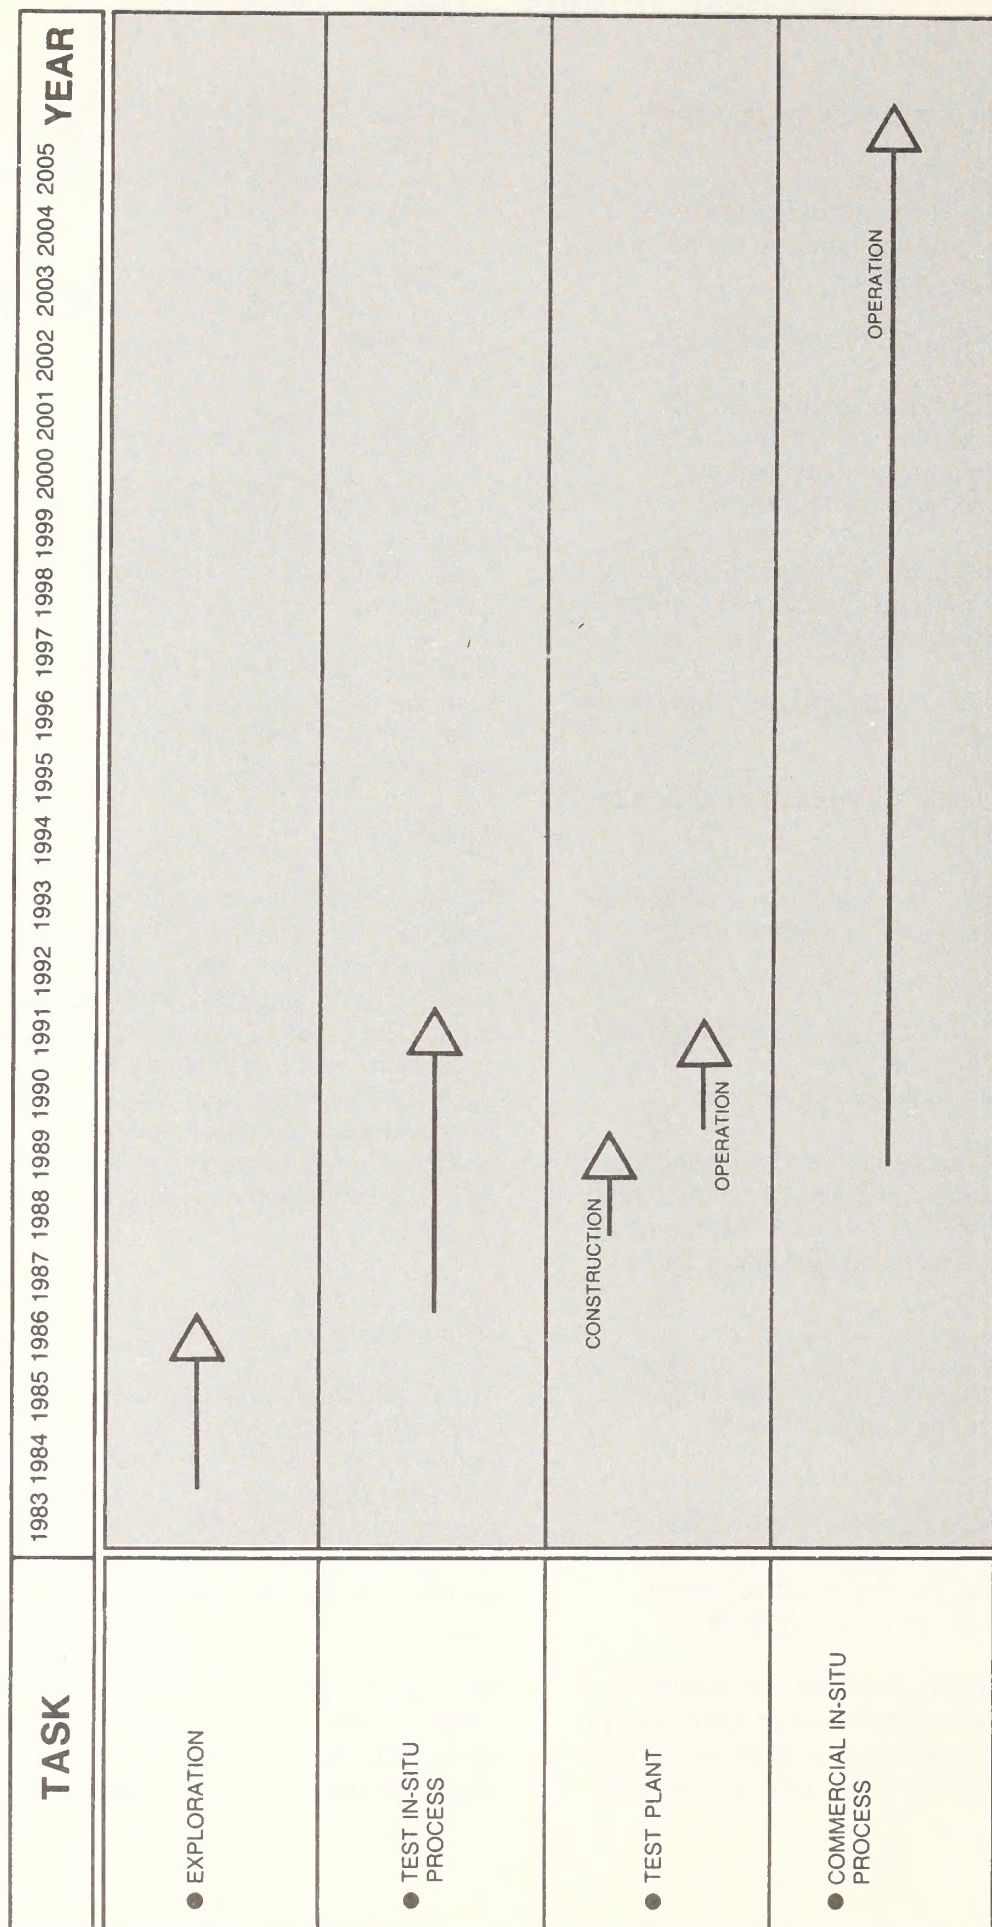 TASK
1983 1984 1985 1986 1987 1988 1989 1990 1991 1992 1993 1994 1995 1996 1997 1998 1999 2000 2001 2002 2003 2004 2005 YEAR
● EXPLORATION
● TEST IN-SITU
PROCESS
● TEST PLANT
CONSTRUCTION
OPERATION
● COMMERCIAL IN-SITU
PROCESS
OPERATION